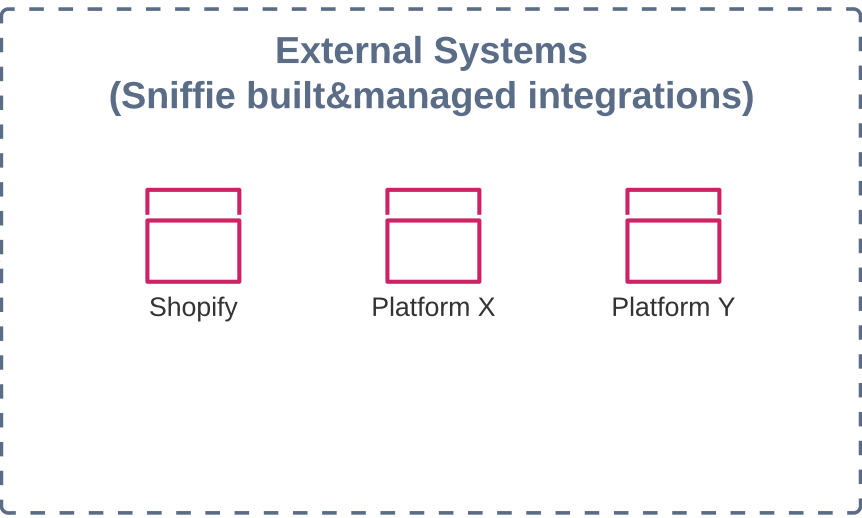 External Systems
(Sniffie built&managed integrations)
Shopify
Platform X
Platform Y